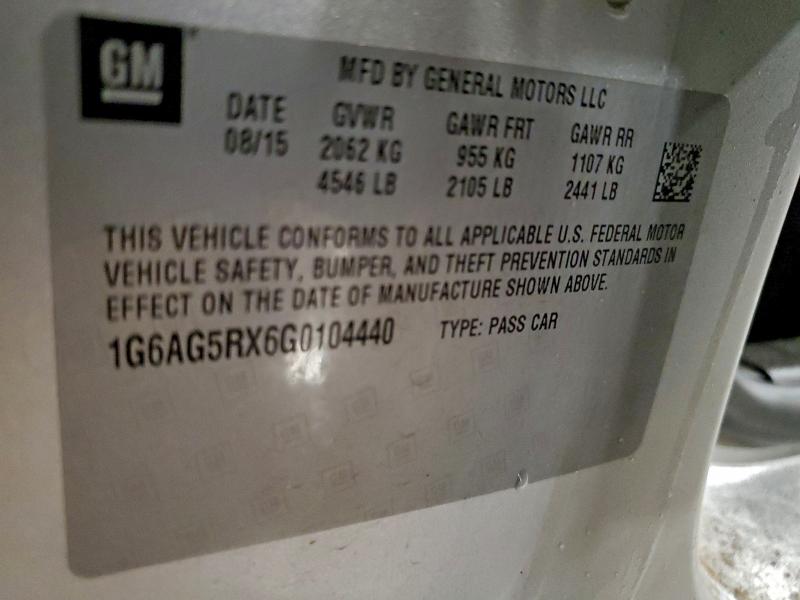 GM
MFD BY GENERAL MOTORS LLC
DATE GVWR GAWR FRT GAWR RR
08/15 2062 KG 955 KG 1107 KG
4546 LB 2105 LB 2441 LB
THIS VEHICLE CONFORMS TO ALL APPLICABLE U.S. FEDERAL MOTOR
VEHICLE SAFETY, BUMPER, AND THEFT PREVENTION STANDARDS IN
EFFECT ON THE DATE OF MANUFACTURE SHOWN ABOVE.
1G6AG5RX6G0104440 TYPE: PASS CAR